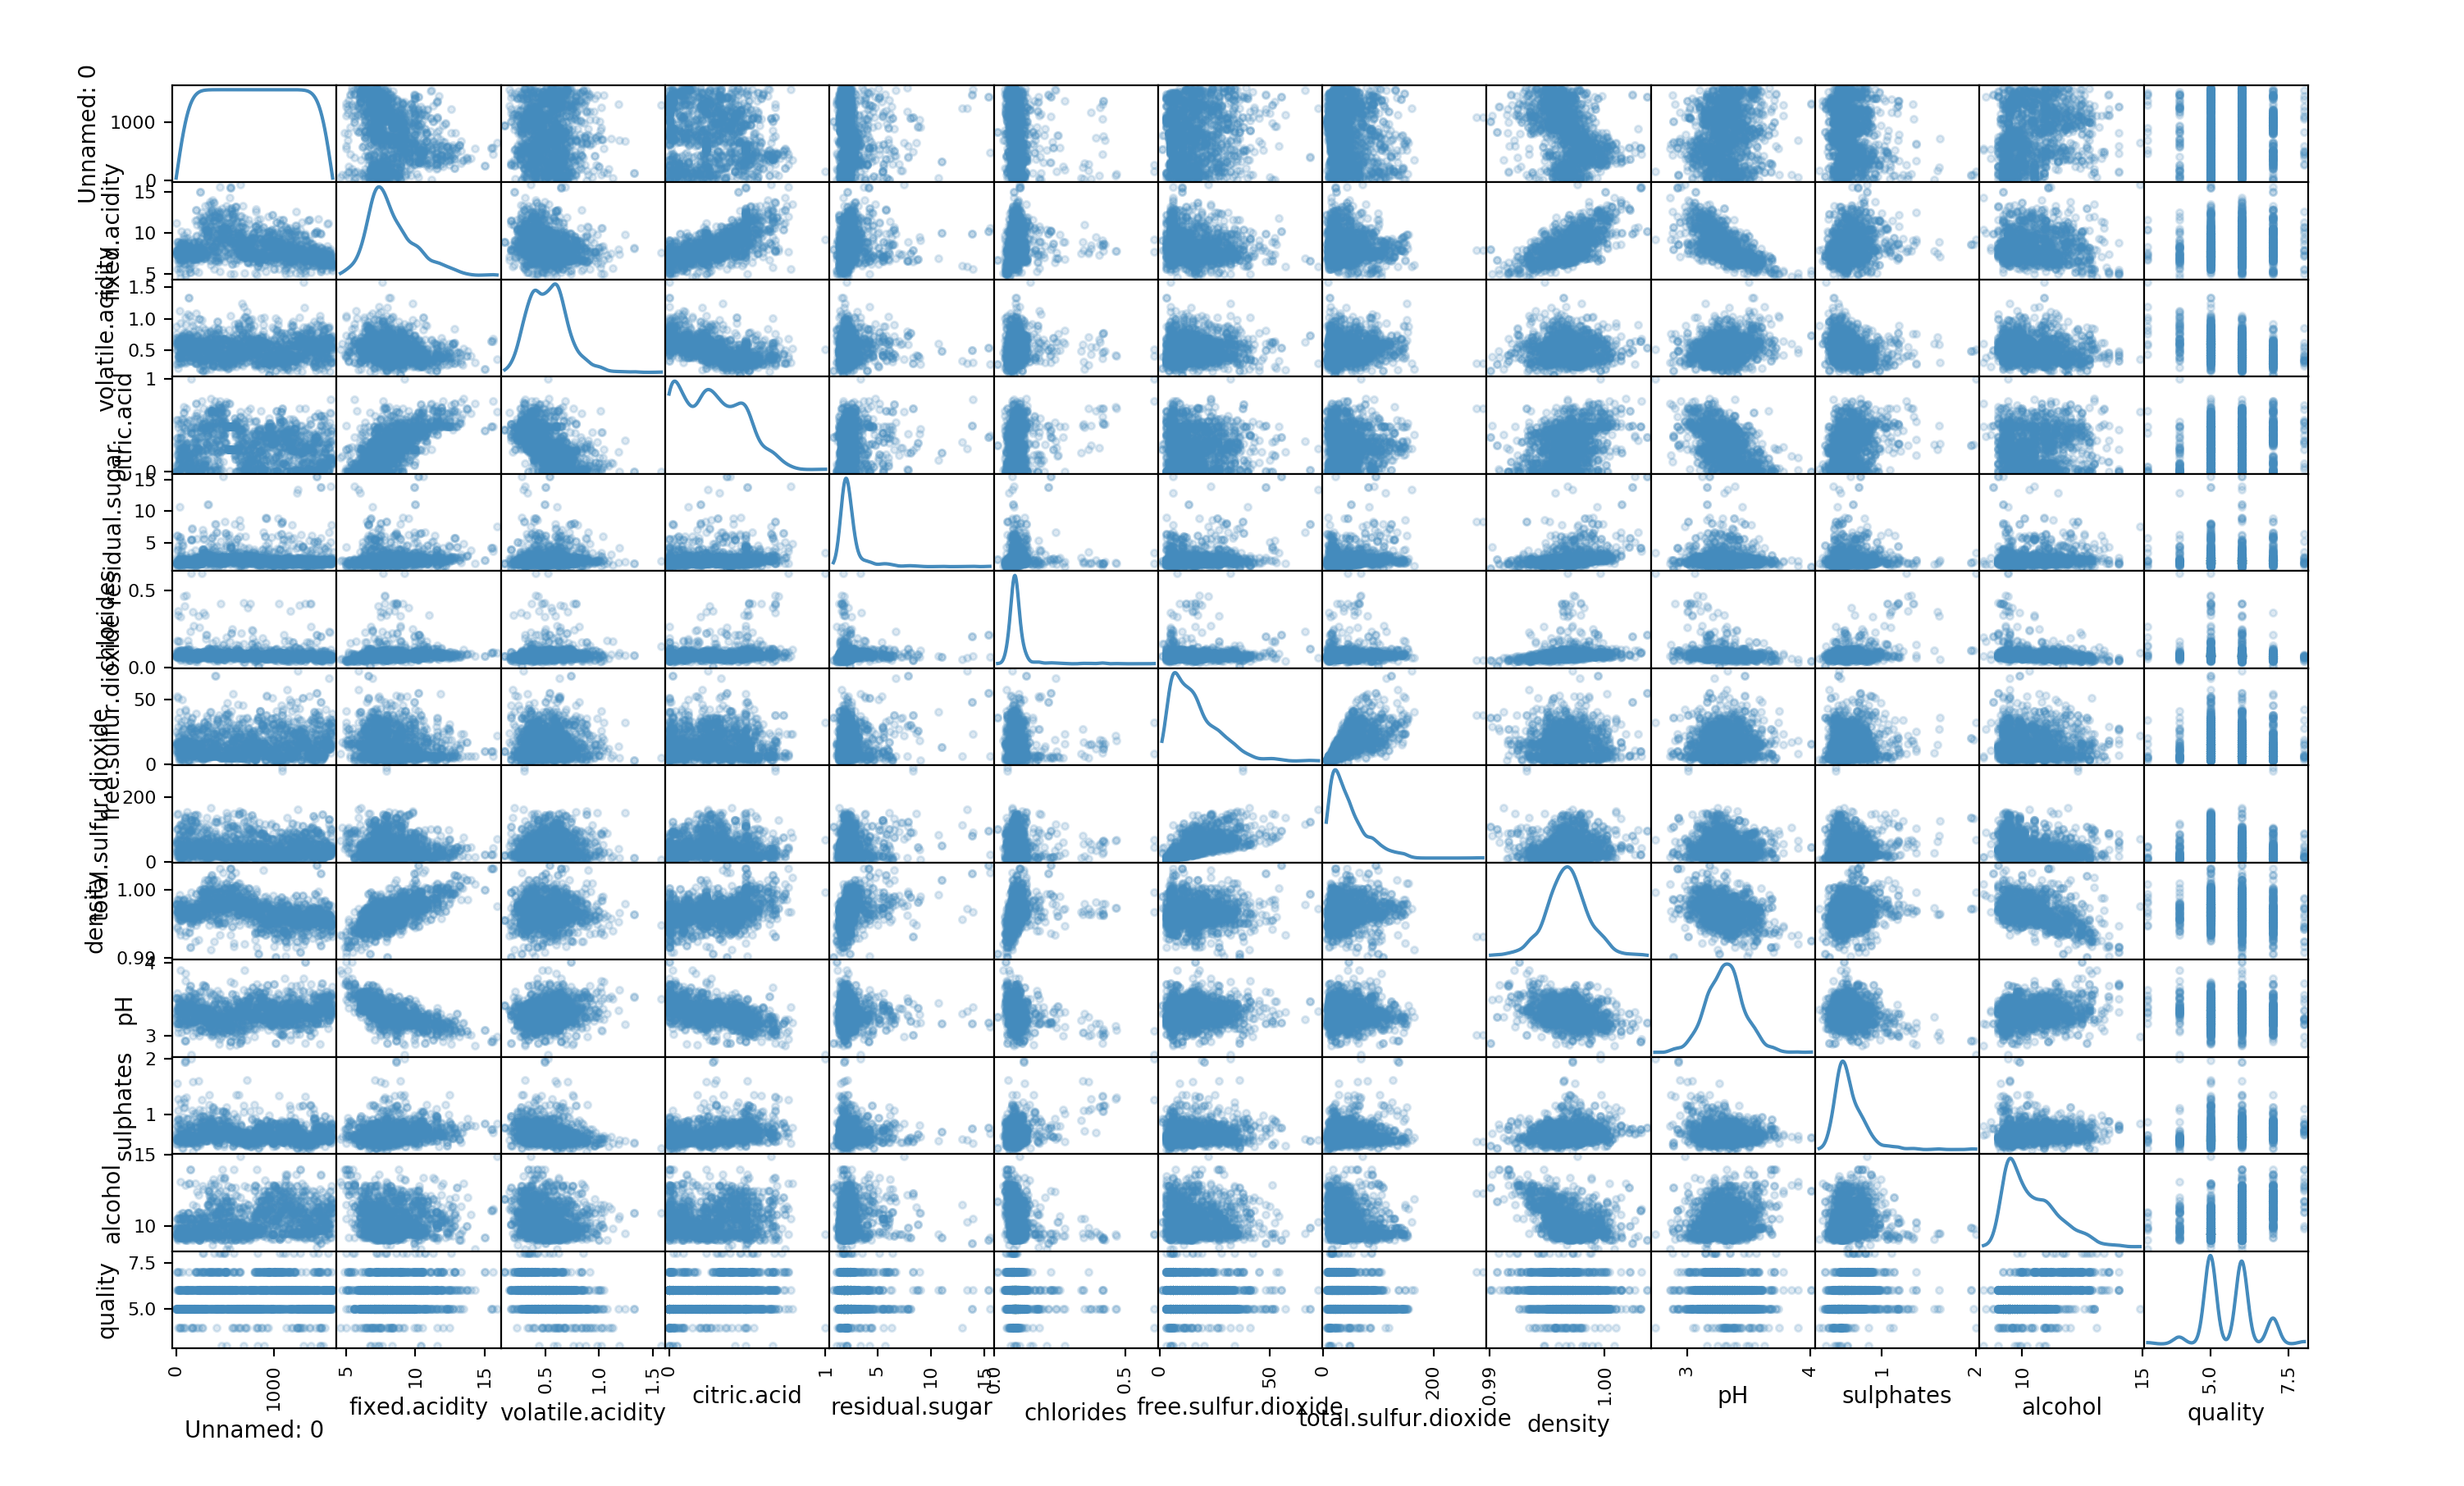 Unnamed: 0
1000
0
fixed.acidity
15
10
5
volatile.acidity
1.5
1.0
0.5
citric.acid
1
0
residual.sugar
15
10
5
chlorides
0.5
0.0
free.sulfur.dioxide
50
0
total.sulfur.dioxide
200
0
density
1.00
0.99
pH
4
3
sulphates
2
1
alcohol
15
10
quality
7.5
5.0
0 1000 5 10 15 0.5 1.0 1.5 0 1 5 10 15 0.0 0.5 0 50 0 200 0.99 1.00 3 4 1 2 10 15 5.0 7.5
Unnamed: 0 fixed.acidity volatile.acidity citric.acid residual.sugar chlorides free.sulfur.dioxide total.sulfur.dioxide density pH sulphates alcohol quality